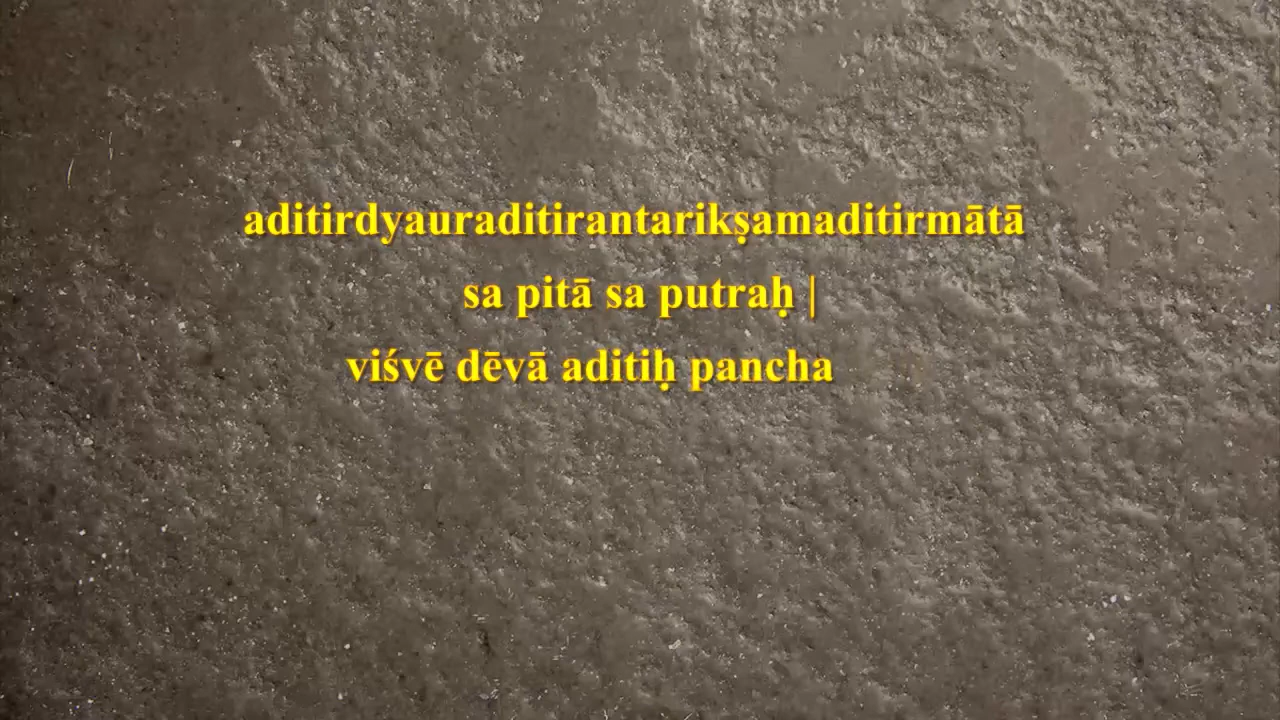 aditirdyauraditirantarikṣamaditirmātā
sa pitā sa putraḥ |
viśvē dēvā aditiḥ pancha